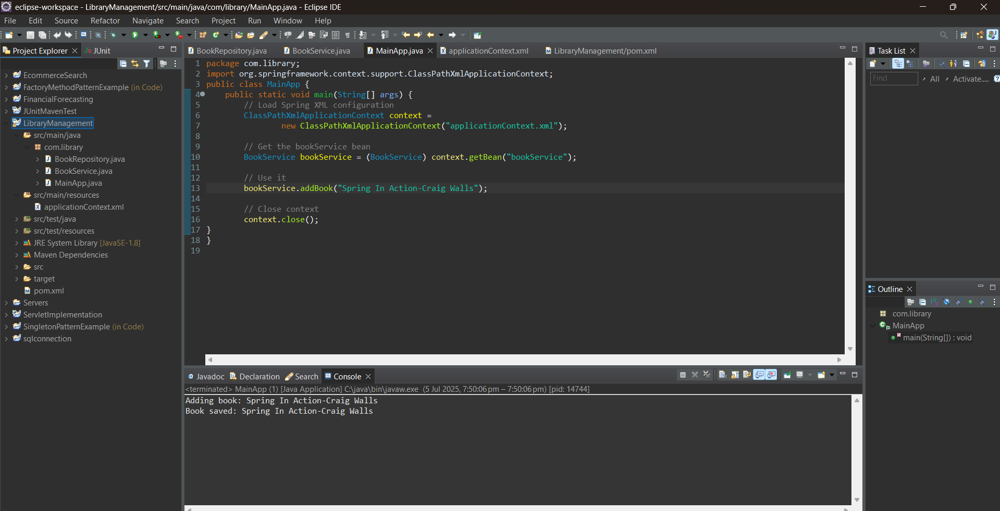 eclipse-workspace - LibraryManagement/src/main/java/com/library/MainApp.java - Eclipse IDE
File Edit Source Refactor Navigate Search Project Run Window Help
Project Explorer
JUnit
EcommerceSearch
FactoryMethodPatternExample (in Code)
FinancialForecasting
JUnitMavenTest
LibraryManagement
src/main/java
com.library
BookRepository.java
BookService.java
MainApp.java
src/main/resources
applicationContext.xml
src/test/java
src/test/resources
JRE System Library [JavaSE-1.8]
Maven Dependencies
src
target
pom.xml
Servers
ServletImplementation
SingletonPatternExample (in Code)
sqlconnection
BookRepository.java BookService.java MainApp.java applicationContext.xml LibraryManagement/pom.xml
1 package com.library;
2 import org.springframework.context.support.ClassPathXmlApplicationContext;
3 public class MainApp {
4 public static void main(String[] args) {
5 // Load Spring XML configuration
6 ClassPathXmlApplicationContext context =
7 new ClassPathXmlApplicationContext("applicationContext.xml");
8
9 // Get the bookService bean
10 BookService bookService = (BookService) context.getBean("bookService");
11
12 // Use it
13 bookService.addBook("Spring In Action-Craig Walls");
14
15 // Close context
16 context.close();
17 }
18 }
19
Javadoc Declaration Search Console
<terminated> MainApp (1) [Java Application] C:\java\bin\javaw.exe (5 Jul 2025, 7:50:06 pm – 7:50:06 pm) [pid: 14744]
Adding book: Spring In Action-Craig Walls
Book saved: Spring In Action-Craig Walls
Task List
Find All Activate.....
Outline
com.library
MainApp
main(String[]) : void